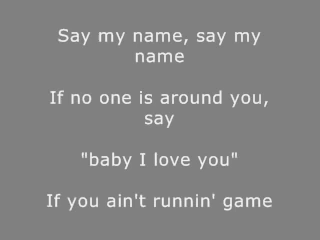 Say my name, say my
name
If no one is around you,
say
"baby I love you"
If you ain't runnin' game